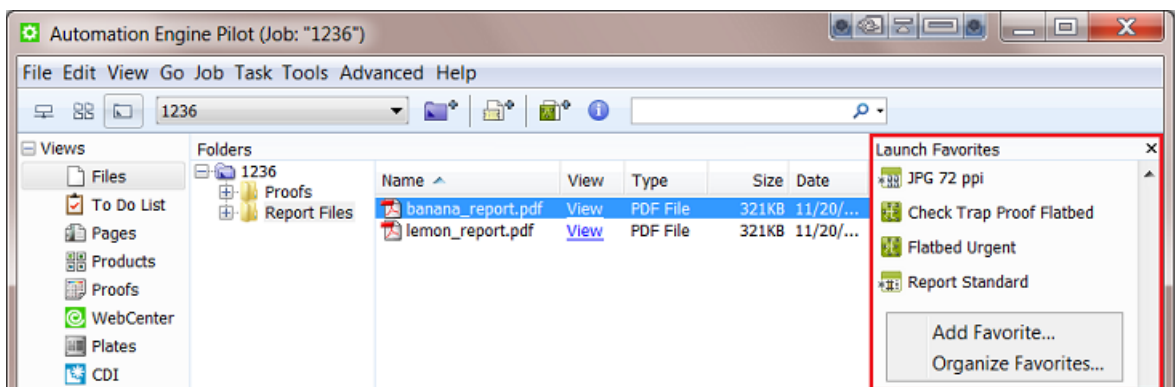 Automation Engine Pilot (Job: "1236")
File Edit View Go Job Task Tools Advanced Help
1236
Views
Files
To Do List
Pages
Products
Proofs
WebCenter
Plates
CDI
Folders
1236
Proofs
Report Files
Name View Type Size Date
banana_report.pdf View PDF File 321KB 11/20/...
lemon_report.pdf View PDF File 321KB 11/20/...
Launch Favorites
JPG 72 ppi
Check Trap Proof Flatbed
Flatbed Urgent
Report Standard
Add Favorite...
Organize Favorites...